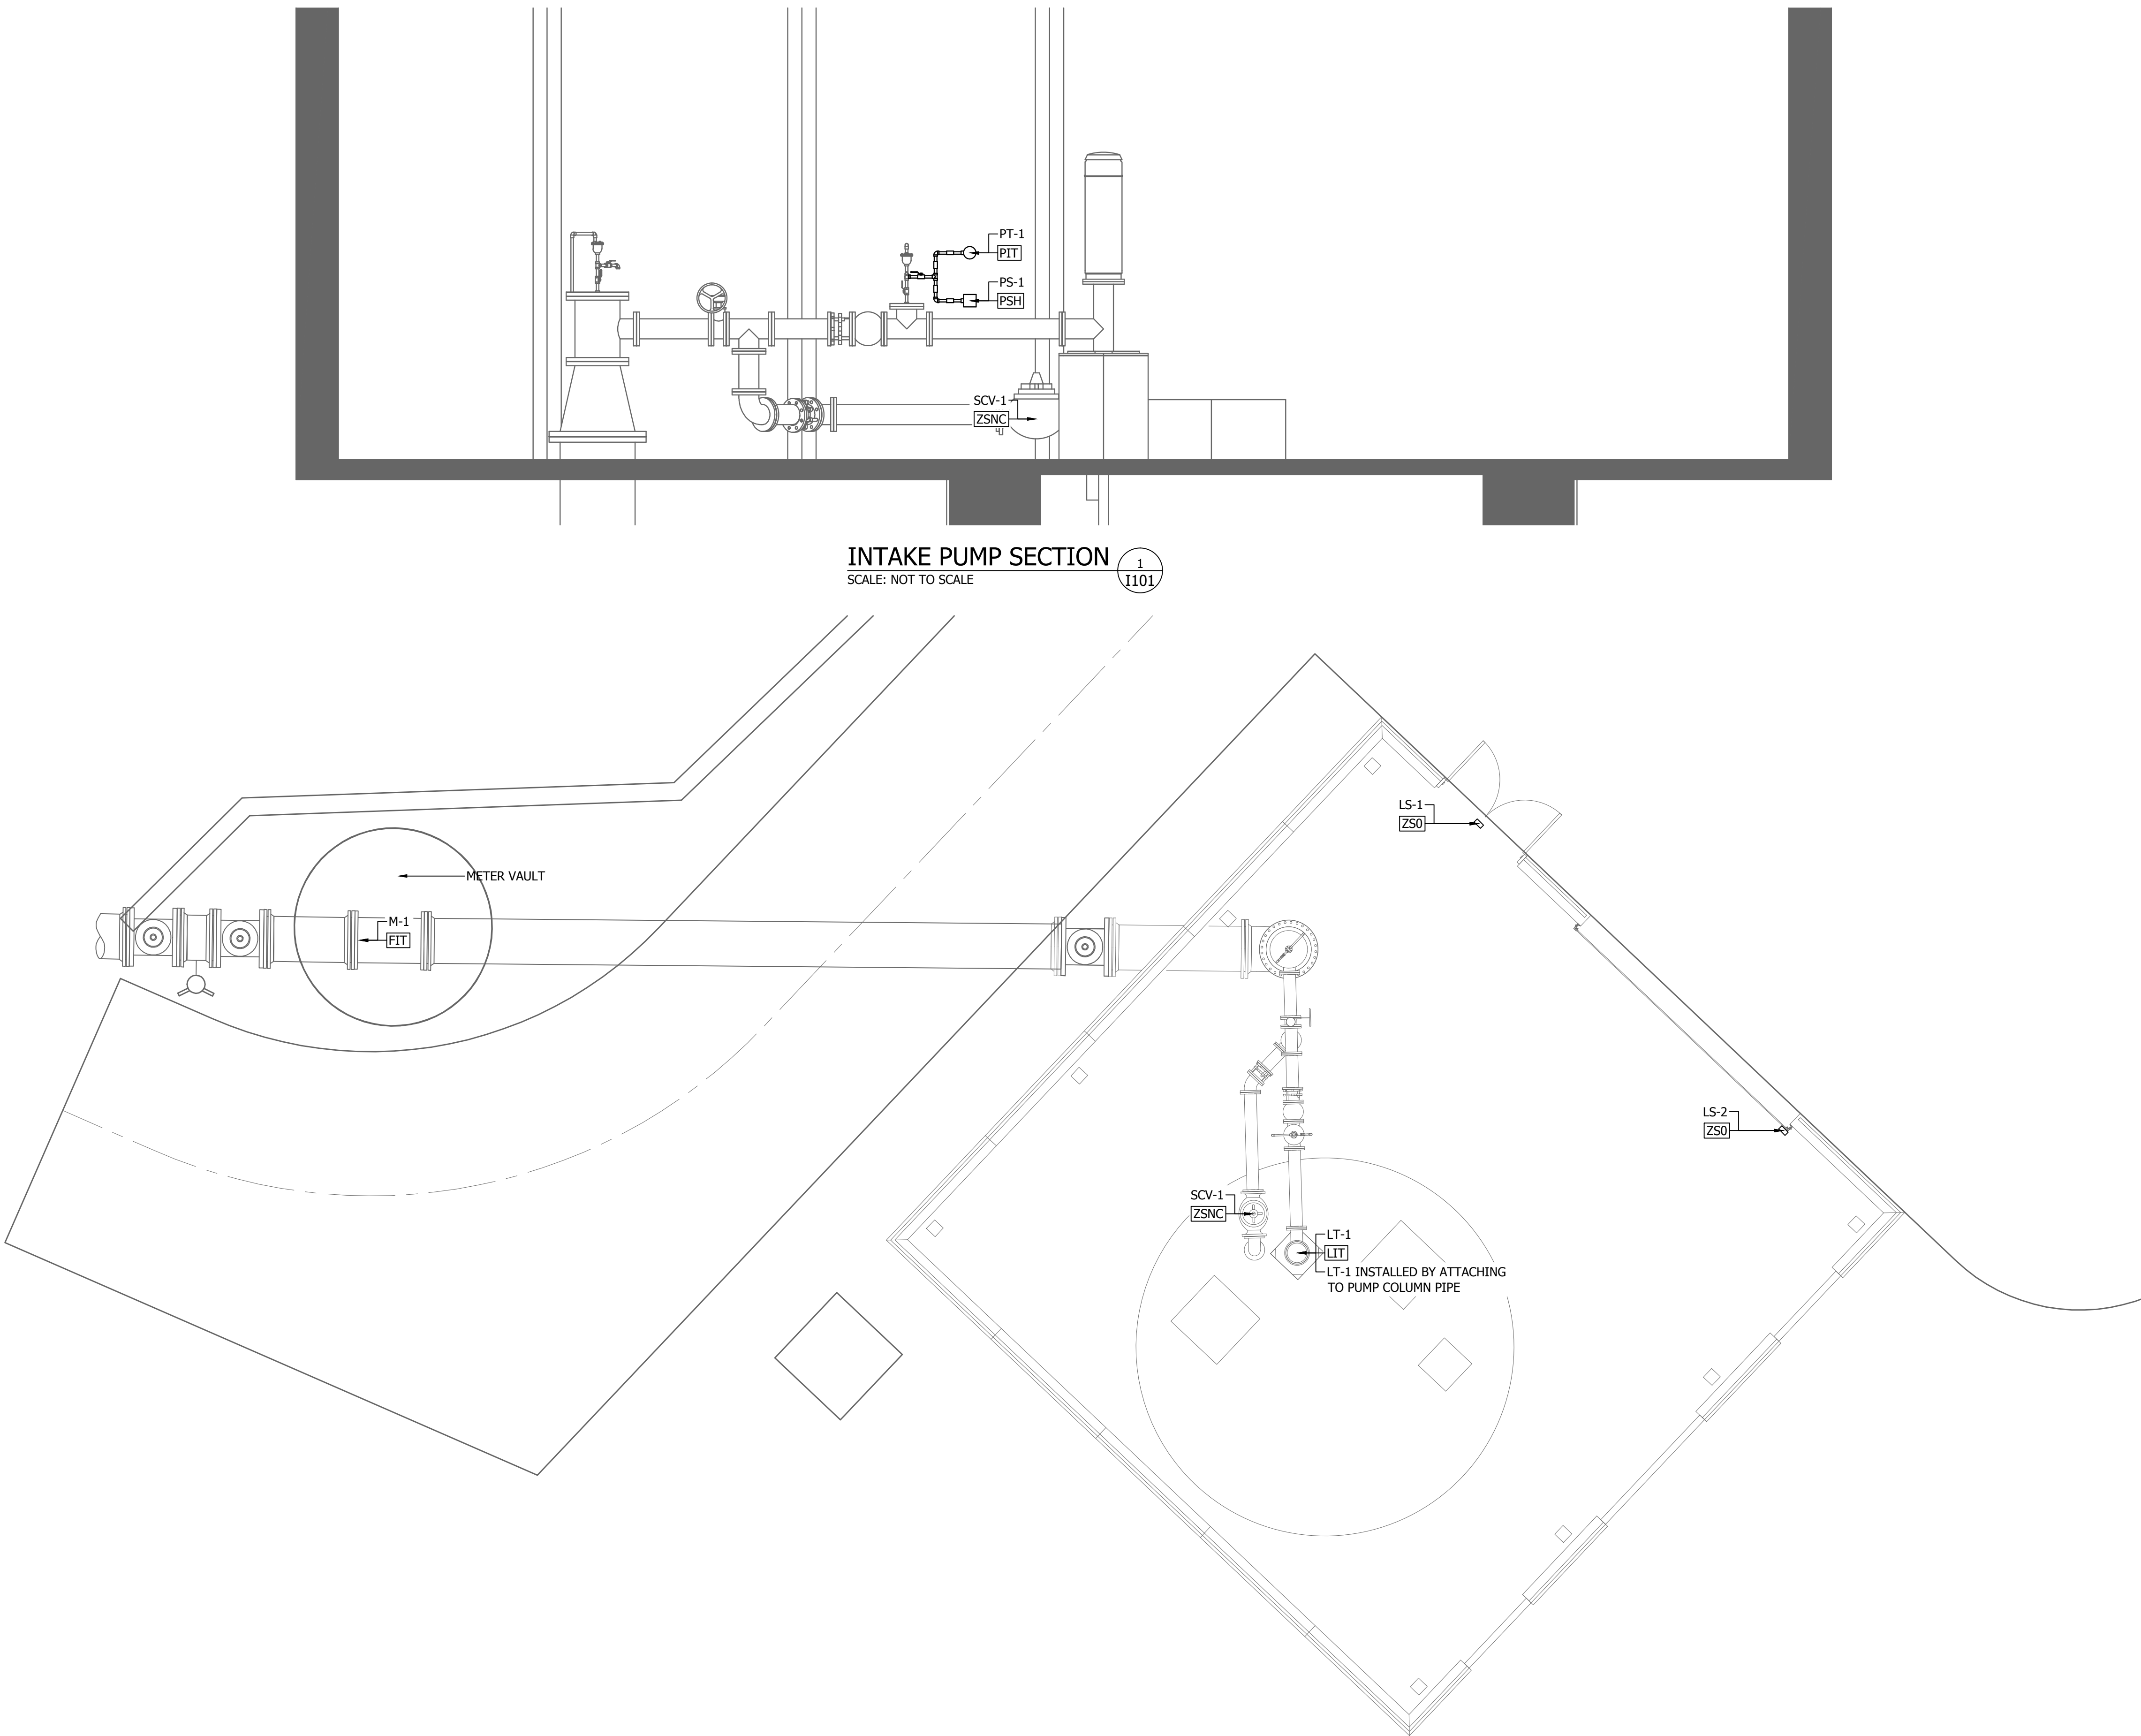 PT-1
PIT
PS-1
PSH
SCV-1
ZSNC
INTAKE PUMP SECTION
SCALE: NOT TO SCALE
1
I101
LS-1
ZS0
METER VAULT
M-1
FIT
LS-2
ZS0
SCV-1
ZSNC
LT-1
LIT
LT-1 INSTALLED BY ATTACHING
TO PUMP COLUMN PIPE